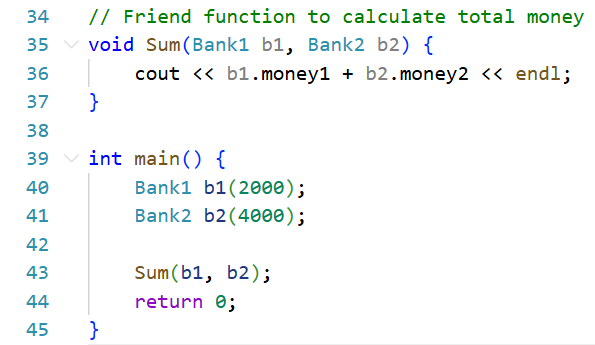 34 // Friend function to calculate total money
35 void Sum(Bank1 b1, Bank2 b2) {
36     cout << b1.money1 + b2.money2 << endl;
37 }
38
39 int main() {
40     Bank1 b1(2000);
41     Bank2 b2(4000);
42
43     Sum(b1, b2);
44     return 0;
45 }